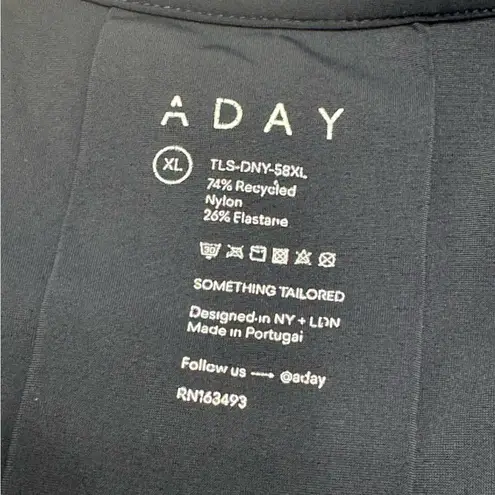 ADAY
XL
TLS-DNY-58XL
74% Recycled
Nylon
26% Elastane
30
SOMETHING TAILORED
Designed in NY + LDN
Made in Portugal
Follow us → @aday
RN163493